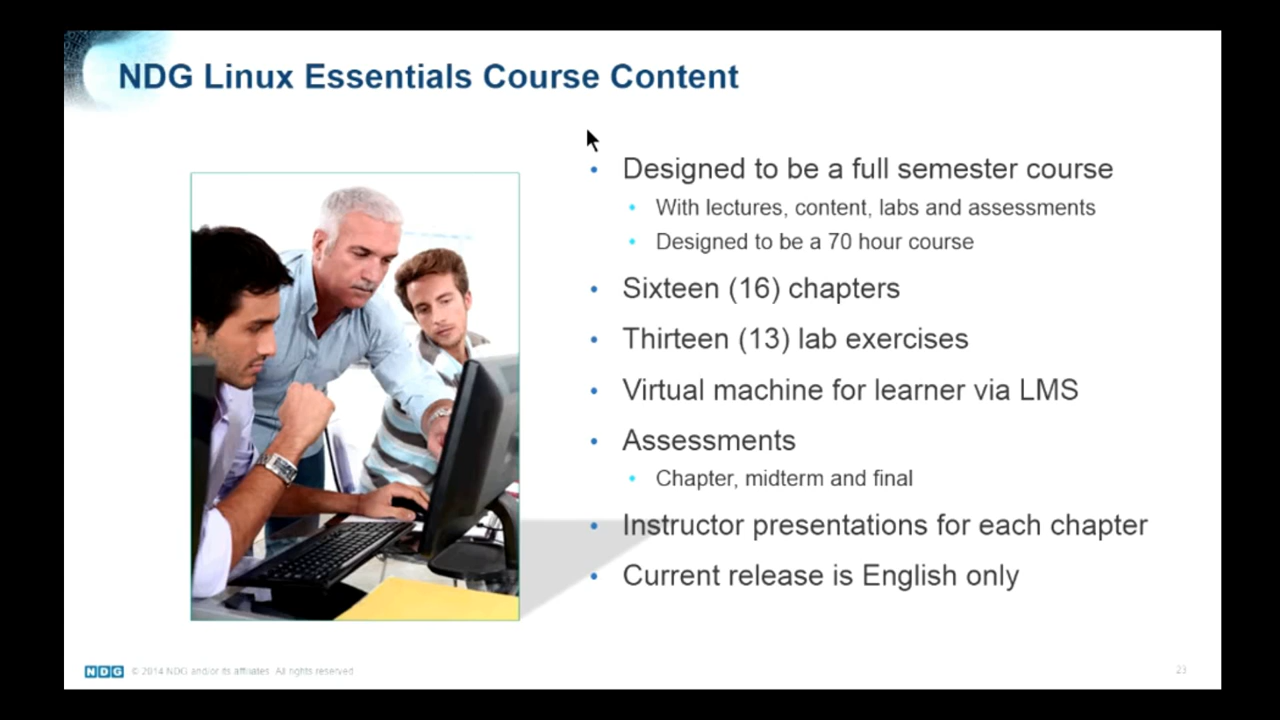 NDG Linux Essentials Course Content
Designed to be a full semester course
With lectures, content, labs and assessments
Designed to be a 70 hour course
Sixteen (16) chapters
Thirteen (13) lab exercises
Virtual machine for learner via LMS
Assessments
Chapter, midterm and final
Instructor presentations for each chapter
Current release is English only
NDG © 2014 NDG and/or its affiliates. All rights reserved
23